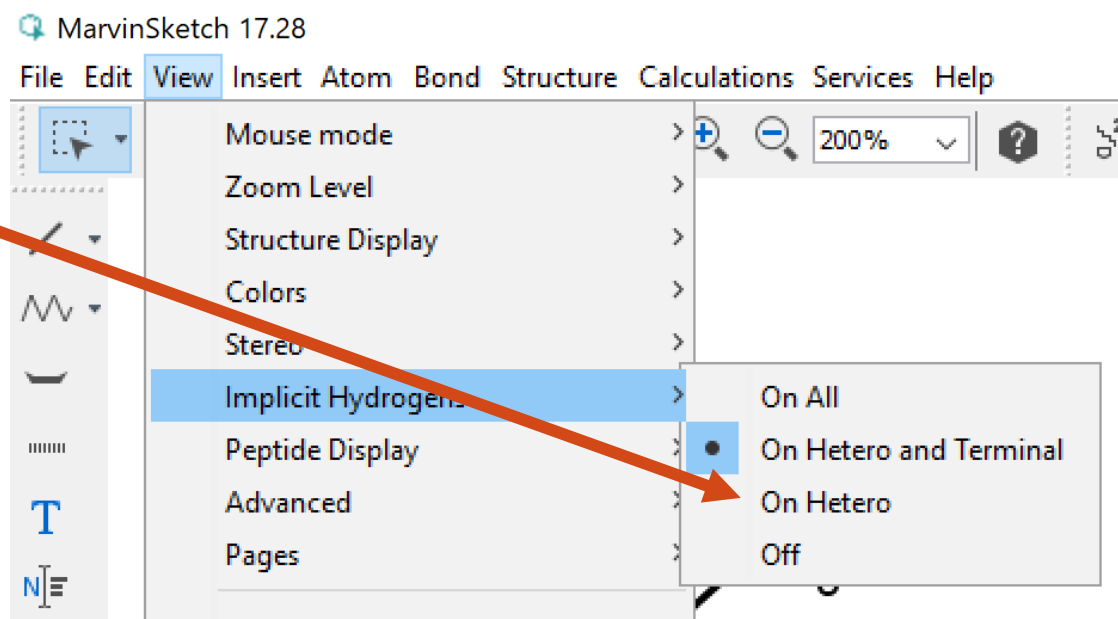 MarvinSketch 17.28
File Edit View Insert Atom Bond Structure Calculations Services Help
200%
?
Mouse mode
Zoom Level
Structure Display
Colors
Stereo
Implicit Hydrogens
Peptide Display
Advanced
Pages
On All
On Hetero and Terminal
On Hetero
Off
T
N